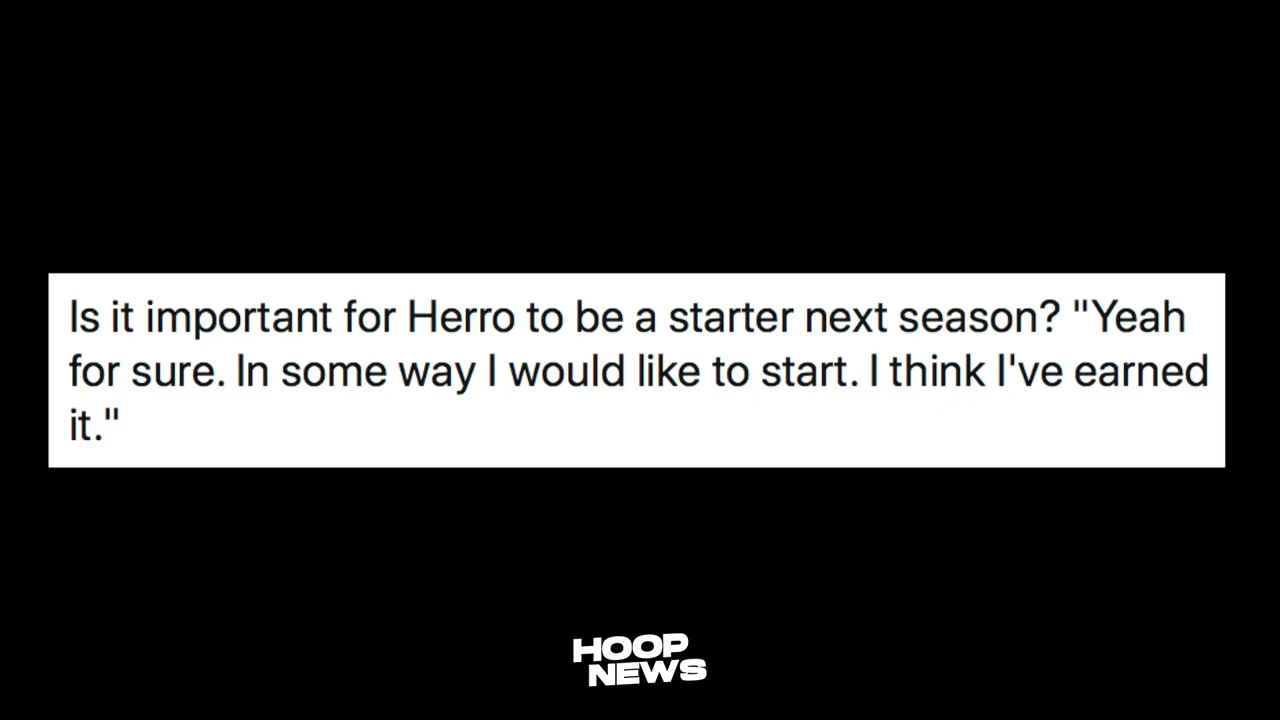 Is it important for Herro to be a starter next season? "Yeah
for sure. In some way I would like to start. I think I've earned
it."
HOOP
NEWS